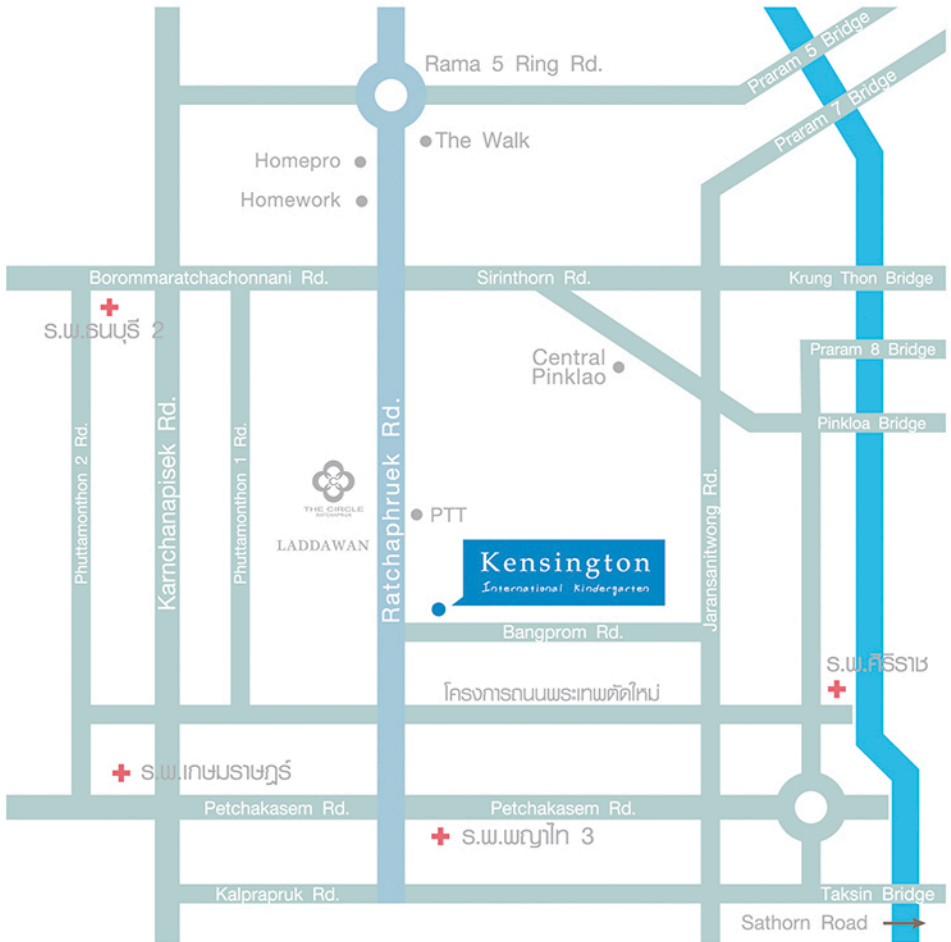 Praram 5 Bridge
Rama 5 Ring Rd.
Praram 7 Bridge
The Walk
Homepro
Homework
Borommaratchachonnani Rd.
Sirinthorn Rd.
Krung Thon Bridge
ร.พ.ธนบุรี 2
Central
Pinklao
Praram 8 Bridge
Pinkloa Bridge
Phuttamonthon 2 Rd.
Karnchanapisek Rd.
Phuttamonthon 1 Rd.
Ratchaphruek Rd.
Jaransanitwong Rd.
THE CIRCLE
RATCHAPRUK
LADDAWAN
PTT
Kensington
International Kindergarten
Bangprom Rd.
ร.พ.ศิริราช
โครงการถนนพระเทพตัดใหม่
ร.พ.เกษมราษฎร์
Petchakasem Rd.
Petchakasem Rd.
ร.พ.พญาไท 3
Kalprapruk Rd.
Taksin Bridge
Sathorn Road